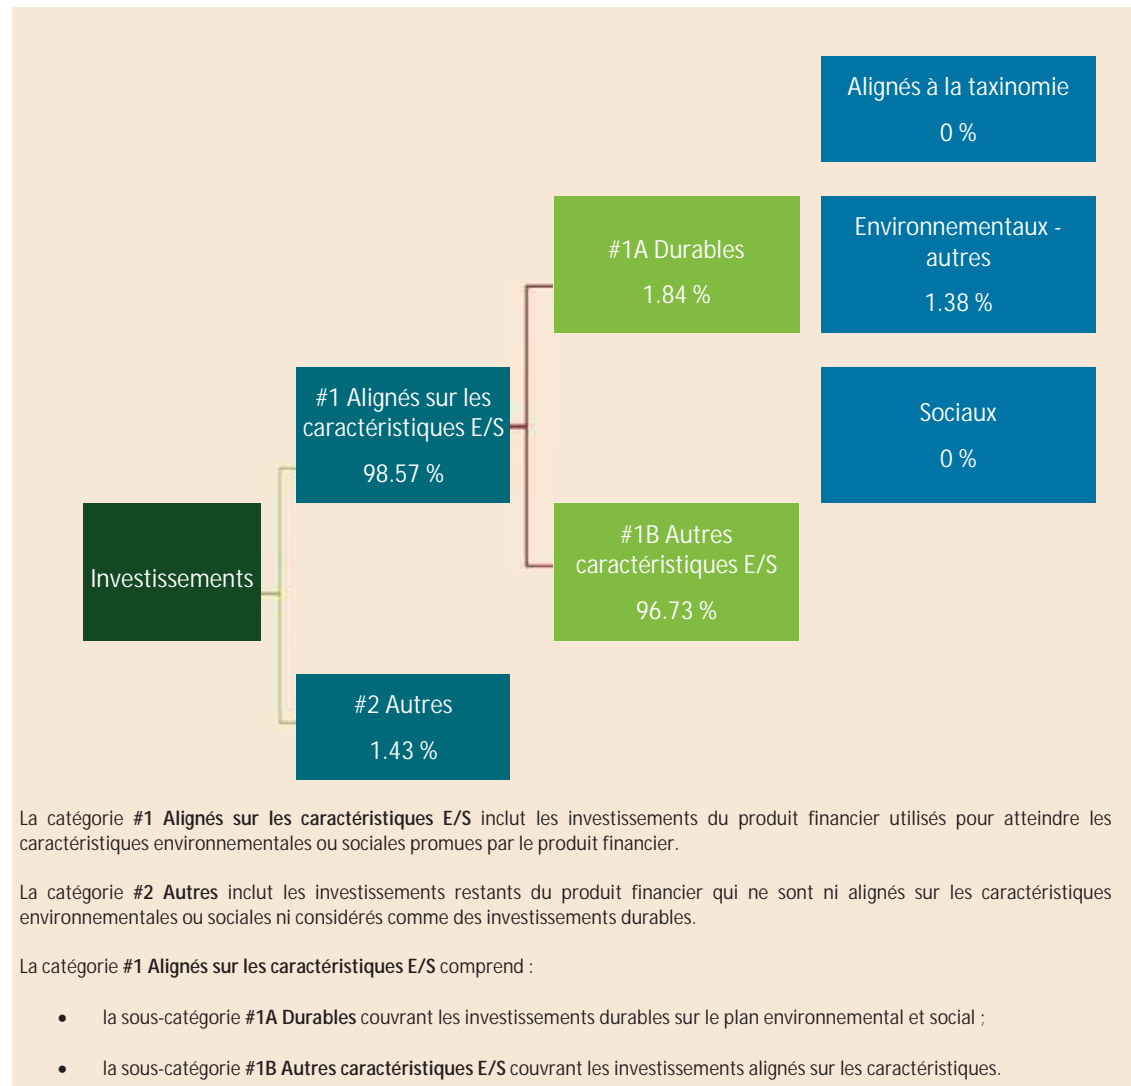 Alignés à la taxinomie
0 %
#1A Durables
1.84 %
Environnementaux -
autres
1.38 %
#1 Alignés sur les
caractéristiques E/S
98.57 %
Sociaux
0 %
Investissements
#1B Autres
caractéristiques E/S
96.73 %
#2 Autres
1.43 %
La catégorie #1 Alignés sur les caractéristiques E/S inclut les investissements du produit financier utilisés pour atteindre les
caractéristiques environnementales ou sociales promues par le produit financier.
La catégorie #2 Autres inclut les investissements restants du produit financier qui ne sont ni alignés sur les caractéristiques
environnementales ou sociales ni considérés comme des investissements durables.
La catégorie #1 Alignés sur les caractéristiques E/S comprend :
• la sous-catégorie #1A Durables couvrant les investissements durables sur le plan environnemental et social ;
• la sous-catégorie #1B Autres caractéristiques E/S couvrant les investissements alignés sur les caractéristiques.